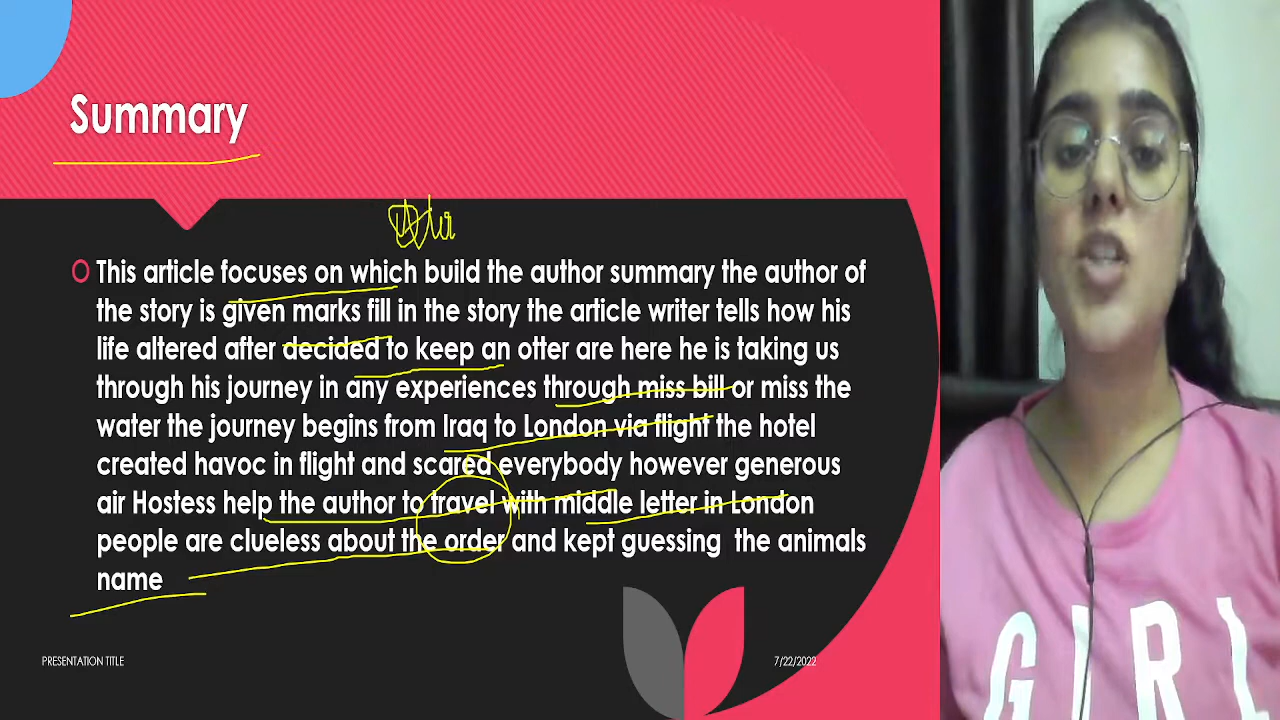 Summary
This article focuses on which build the author summary the author of
the story is given marks fill in the story the article writer tells how his
life altered after decided to keep an otter are here he is taking us
through his journey in any experiences through miss bill or miss the
water the journey begins from Iraq to London via flight the hotel
created havoc in flight and scared everybody however generous
air Hostess help the author to travel with middle letter in London
people are clueless about the order and kept guessing the animals
name
PRESENTATION TITLE
7/22/2022
GIRL